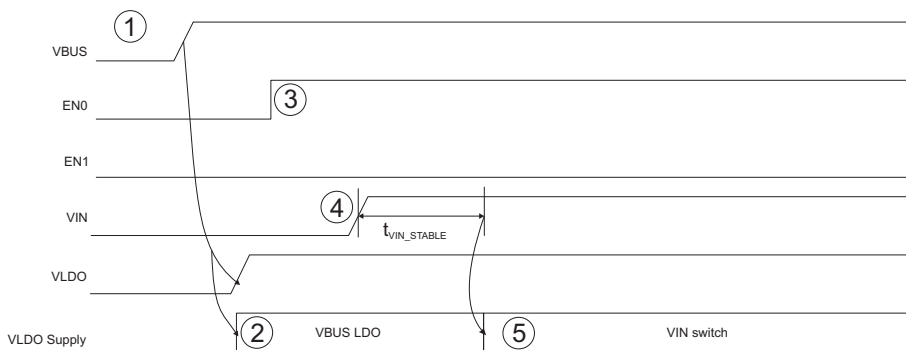 ①
VBUS
EN0
③
EN1
VIN
④
tVIN_STABLE
VLDO
VLDO Supply
②
VBUS LDO
⑤
VIN switch